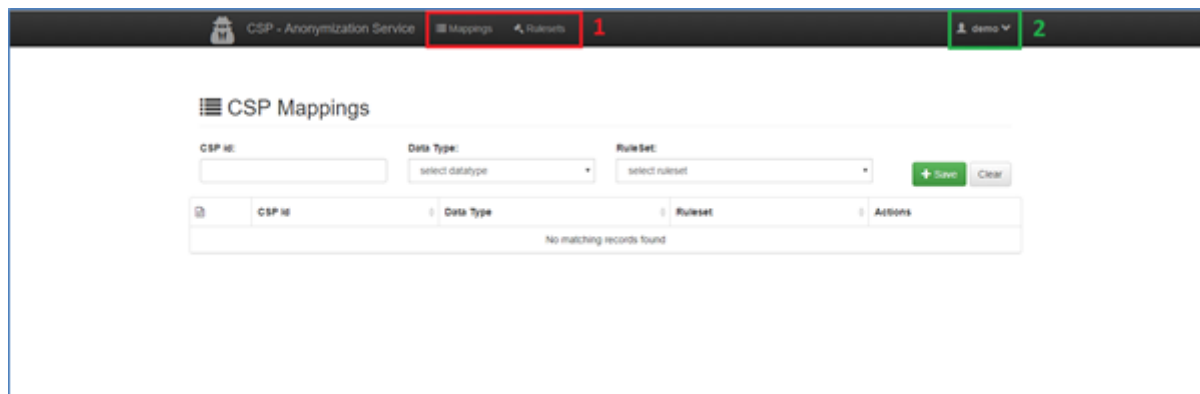 CSP - Anonymization Service Mappings Rulesets 1 demo 2
CSP Mappings
CSP id: Data Type: RuleSet:
select datatype select ruleset Save Clear
CSP Id Data Type Ruleset Actions
No matching records found